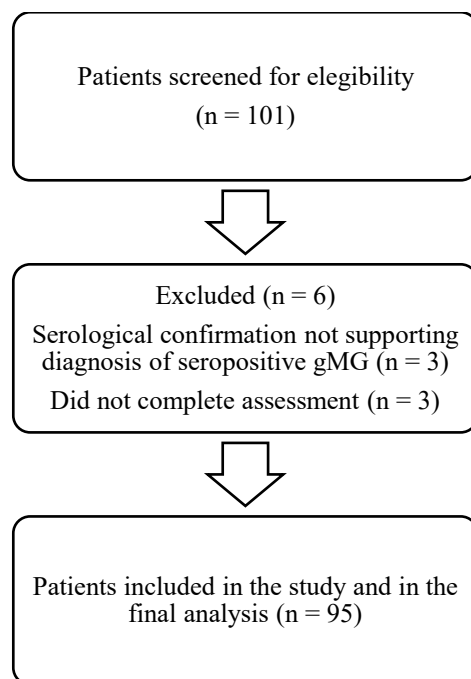 Patients screened for elegibility
(n = 101)
Excluded (n = 6)
Serological confirmation not supporting
diagnosis of seropositive gMG (n = 3)
Did not complete assessment (n = 3)
Patients included in the study and in the
final analysis (n = 95)